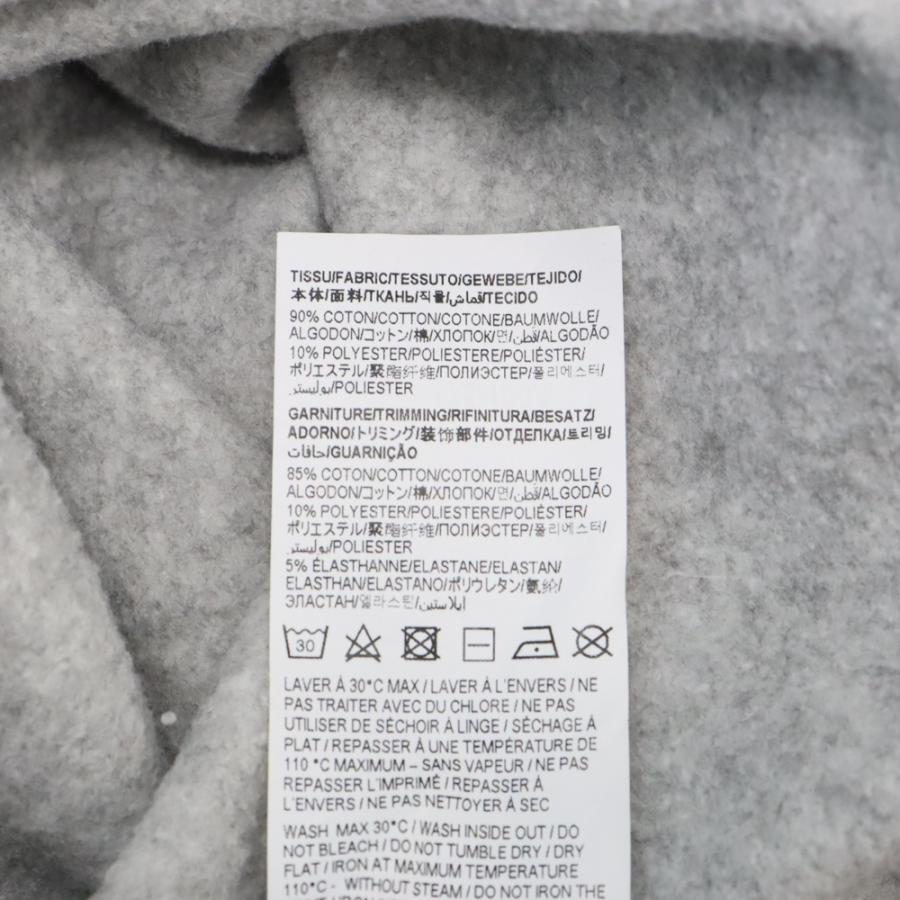 TISSU/FABRIC/TESSUTO/GEWEBE/TEJIDO/
本体/面料/ТКАНЬ/직물/قماش/TECIDO
90% COTON/COTTON/COTONE/BAUMWOLLE/
ALGODON/コットン/棉/ХЛОПОК/면/قطن/ALGODÃO
10% POLYESTER/POLIESTERE/POLIÉSTER/
ポリエステル/聚酯纤维/ПОЛИЭСТЕР/폴리에스터/
بوليستر/POLIESTER
GARNITURE/TRIMMING/RIFINITURA/BESATZ/
ADORNO/トリミング/装饰部件/ОТДЕПКА/트리밍/
حافات/GUARNIÇÃO
85% COTON/COTTON/COTONE/BAUMWOLLE/
ALGODON/コットン/棉/ХЛОПОК/면/قطن/ALGODÃO
10% POLYESTER/POLIESTERE/POLIÉSTER/
ポリエステル/聚酯纤维/ПОЛИЭСТЕР/폴리에스터/
بوليستر/POLIESTER
5% ÉLASTHANNE/ELASTANE/ELASTAN/
ELASTHAN/ELASTANO/ポリウレタン/氨纶/
ЭЛАСТАН/엘라스틴/ايلاستين
30
LAVER À 30°C MAX / LAVER À L'ENVERS / NE
PAS TRAITER AVEC DU CHLORE / NE PAS
UTILISER DE SÉCHOIR À LINGE / SÉCHAGE À
PLAT / REPASSER À UNE TEMPÉRATURE DE
110 °C MAXIMUM – SANS VAPEUR / NE PAS
REPASSER L'IMPRIMÉ / REPASSER À
L'ENVERS / NE PAS NETTOYER À SEC
WASH MAX 30°C / WASH INSIDE OUT / DO
NOT BLEACH / DO NOT TUMBLE DRY / DRY
FLAT / IRON AT MAXIMUM TEMPERATURE
110°C - WITHOUT STEAM / DO NOT IRON THE